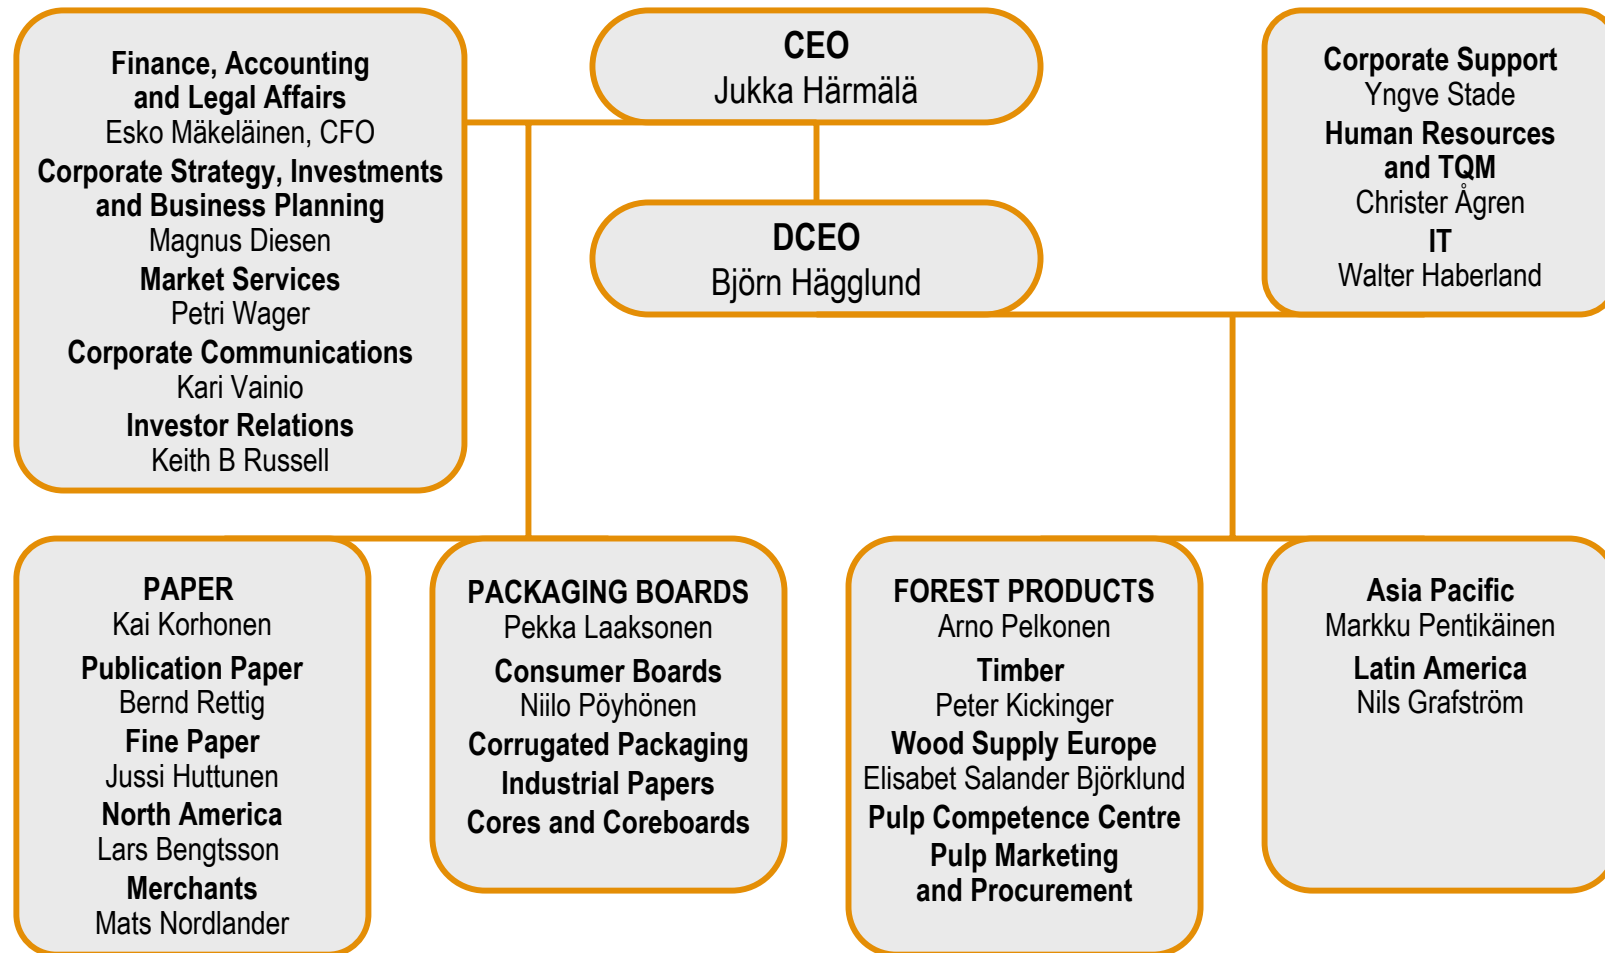 Finance, Accounting
and Legal Affairs
Esko Mäkeläinen, CFO
Corporate Strategy, Investments
and Business Planning
Magnus Diesen
Market Services
Petri Wager
Corporate Communications
Kari Vainio
Investor Relations
Keith B Russell
CEO
Jukka Härmälä
DCEO
Björn Hägglund
Corporate Support
Yngve Stade
Human Resources
and TQM
Christer Ågren
IT
Walter Haberland
PAPER
Kai Korhonen
Publication Paper
Bernd Rettig
Fine Paper
Jussi Huttunen
North America
Lars Bengtsson
Merchants
Mats Nordlander
PACKAGING BOARDS
Pekka Laaksonen
Consumer Boards
Niilo Pöyhönen
Corrugated Packaging
Industrial Papers
Cores and Coreboards
FOREST PRODUCTS
Arno Pelkonen
Timber
Peter Kickinger
Wood Supply Europe
Elisabet Salander Björklund
Pulp Competence Centre
Pulp Marketing
and Procurement
Asia Pacific
Markku Pentikäinen
Latin America
Nils Grafström